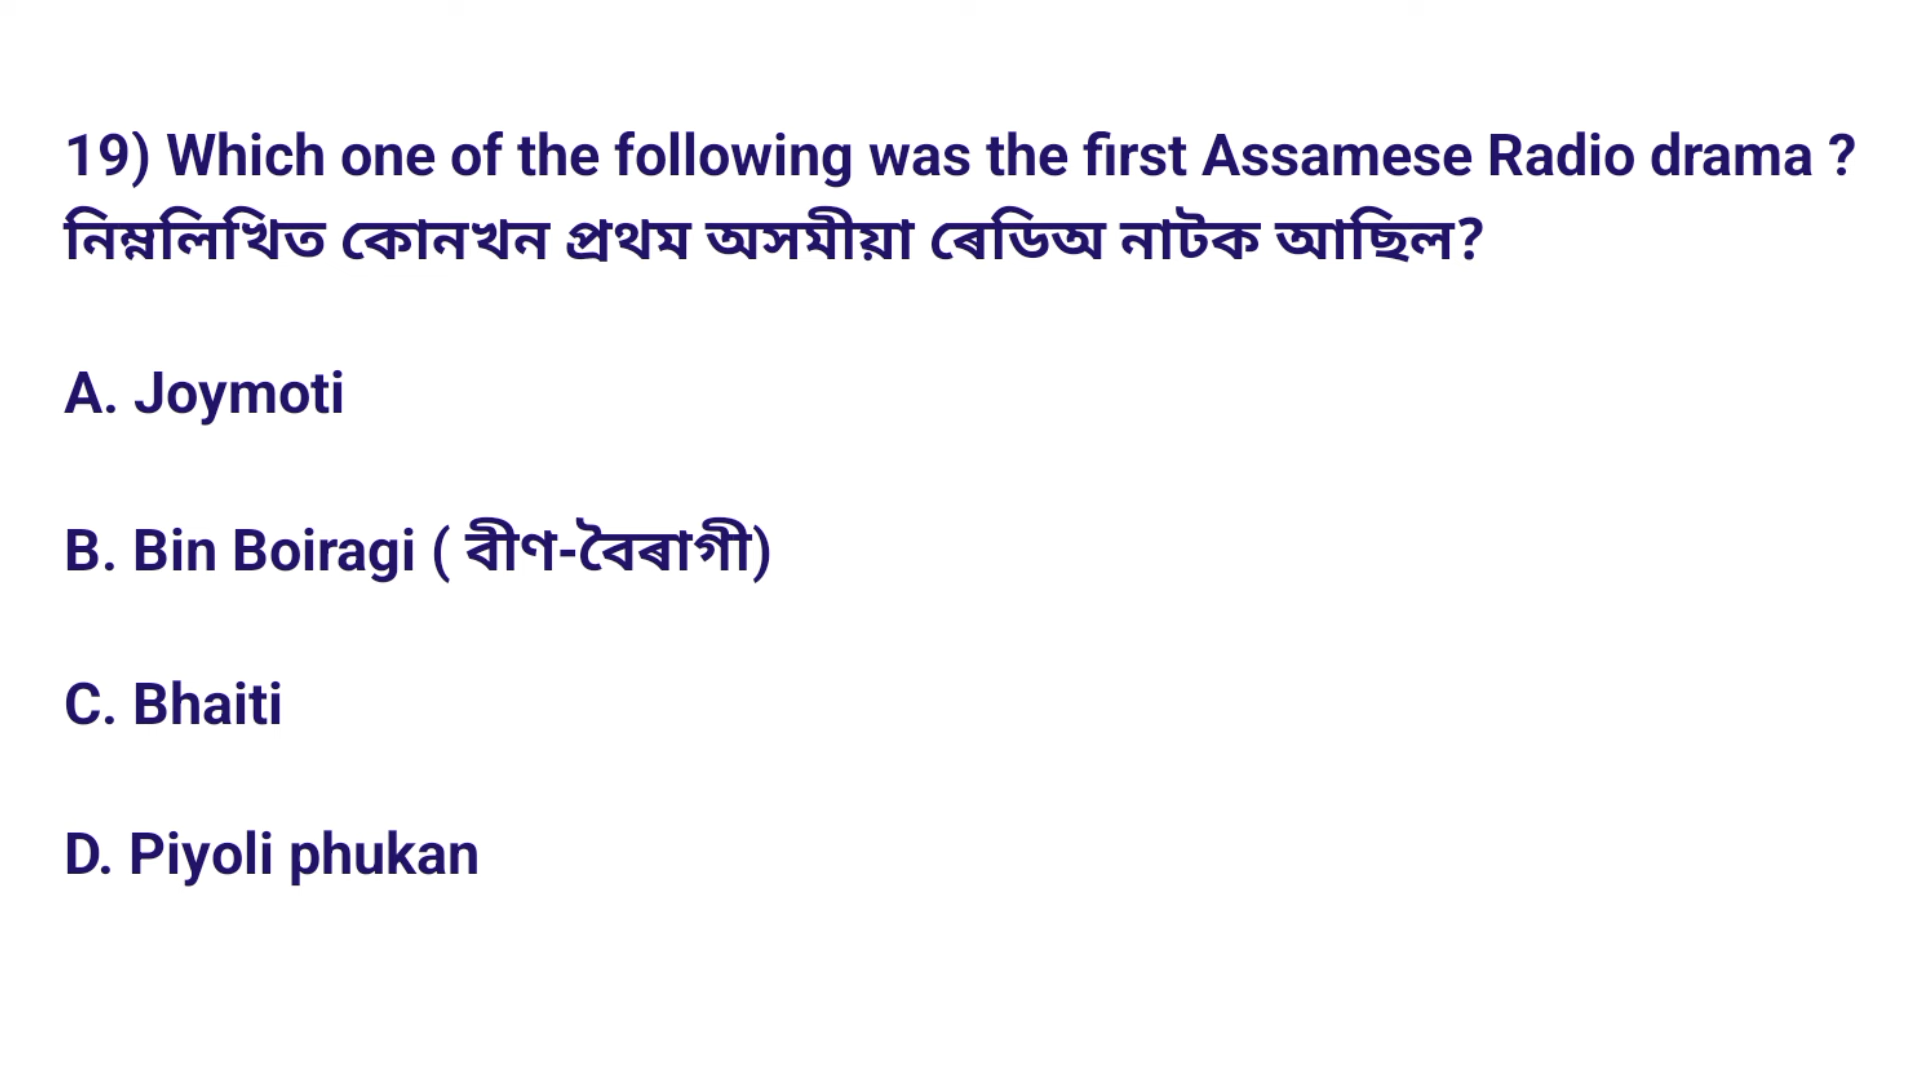 19) Which one of the following was the first Assamese Radio drama ?
নিম্নলিখিত কোনখন প্ৰথম অসমীয়া ৰেডিঅ নাটক আছিল?
A. Joymoti
B. Bin Boiragi ( বীণ-বৈৰাগী)
C. Bhaiti
D. Piyoli phukan